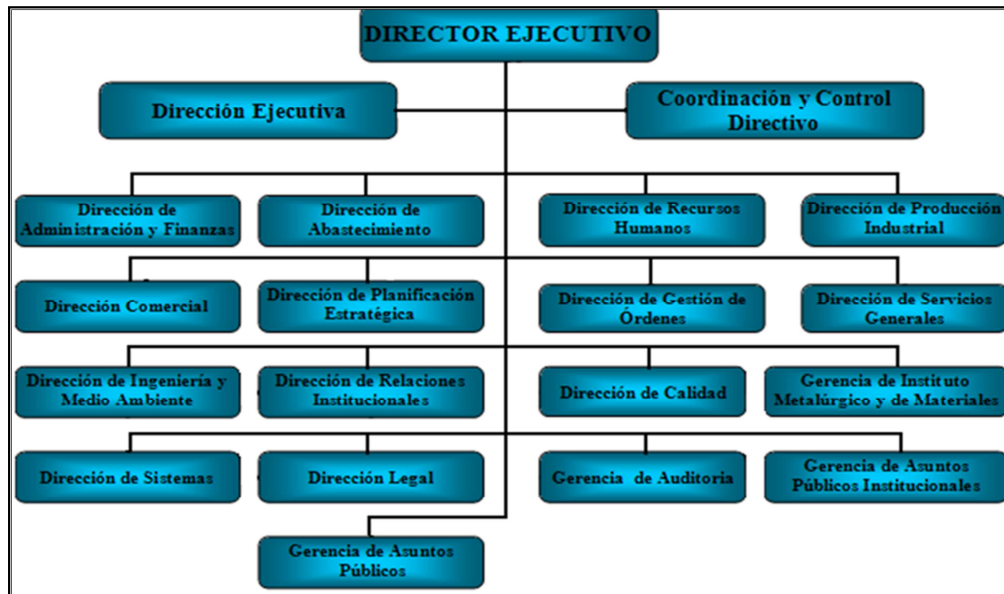 DIRECTOR EJECUTIVO
Dirección Ejecutiva
Coordinación y Control
Directivo
Dirección de
Administración y Finanzas
Dirección de
Abastecimiento
Dirección de Recursos
Humanos
Dirección de Producción
Industrial
Dirección Comercial
Dirección de Planificación
Estratégica
Dirección de Gestión de
Órdenes
Dirección de Servicios
Generales
Dirección de Ingeniería y
Medio Ambiente
Dirección de Relaciones
Institucionales
Dirección de Calidad
Gerencia de Instituto
Metalúrgico y de Materiales
Dirección de Sistemas
Dirección Legal
Gerencia de Auditoria
Gerencia de Asuntos
Públicos Institucionales
Gerencia de Asuntos
Públicos